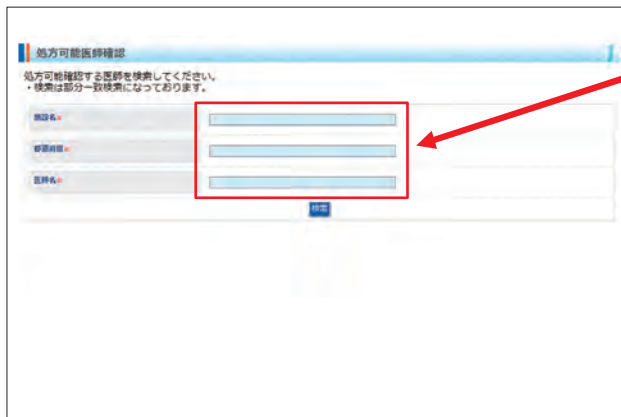 処方可能医師確認
処方可能確認する医師を検索してください。
・検索は部分一致検索になっております。
施設名※
都道府県※
医師名※
検索